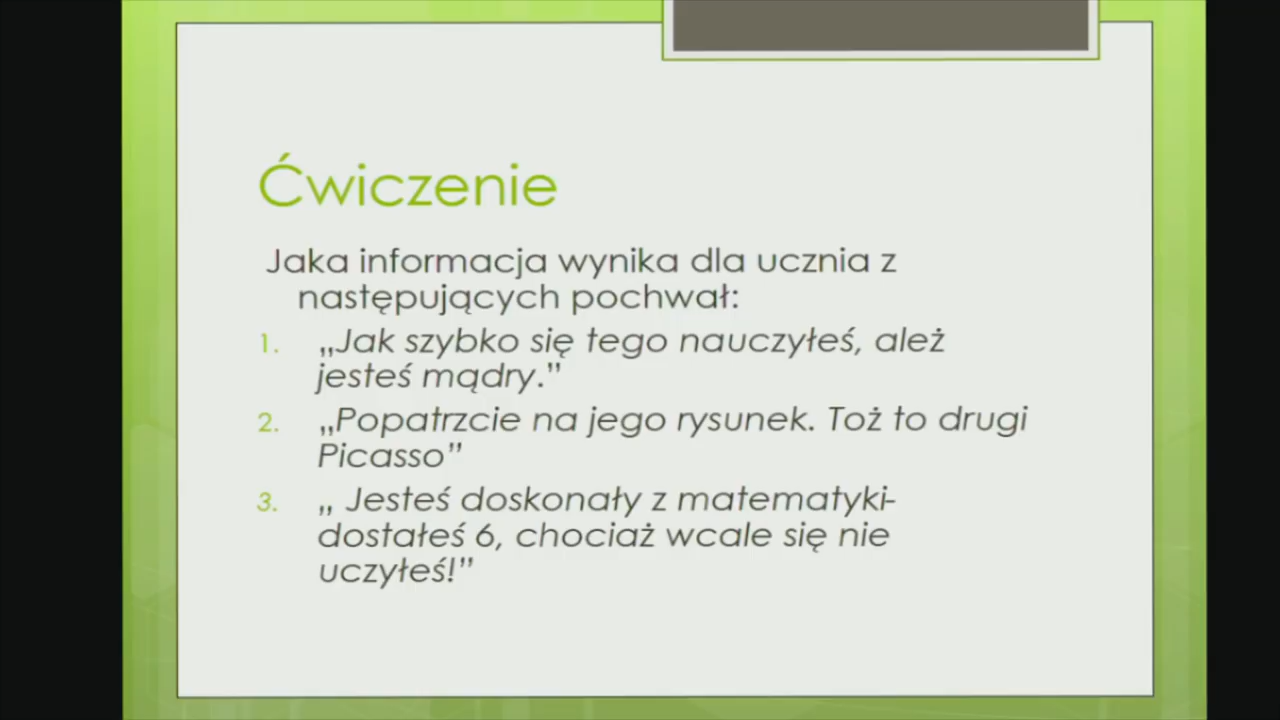 Ćwiczenie
Jaka informacja wynika dla ucznia z
następujących pochwał:
1. „Jak szybko się tego nauczyłeś, ależ
jesteś mądry.”
2. „Popatrzcie na jego rysunek. Toż to drugi
Picasso”
3. „ Jesteś doskonały z matematyki-
dostałeś 6, chociaż wcale się nie
uczyłeś!”